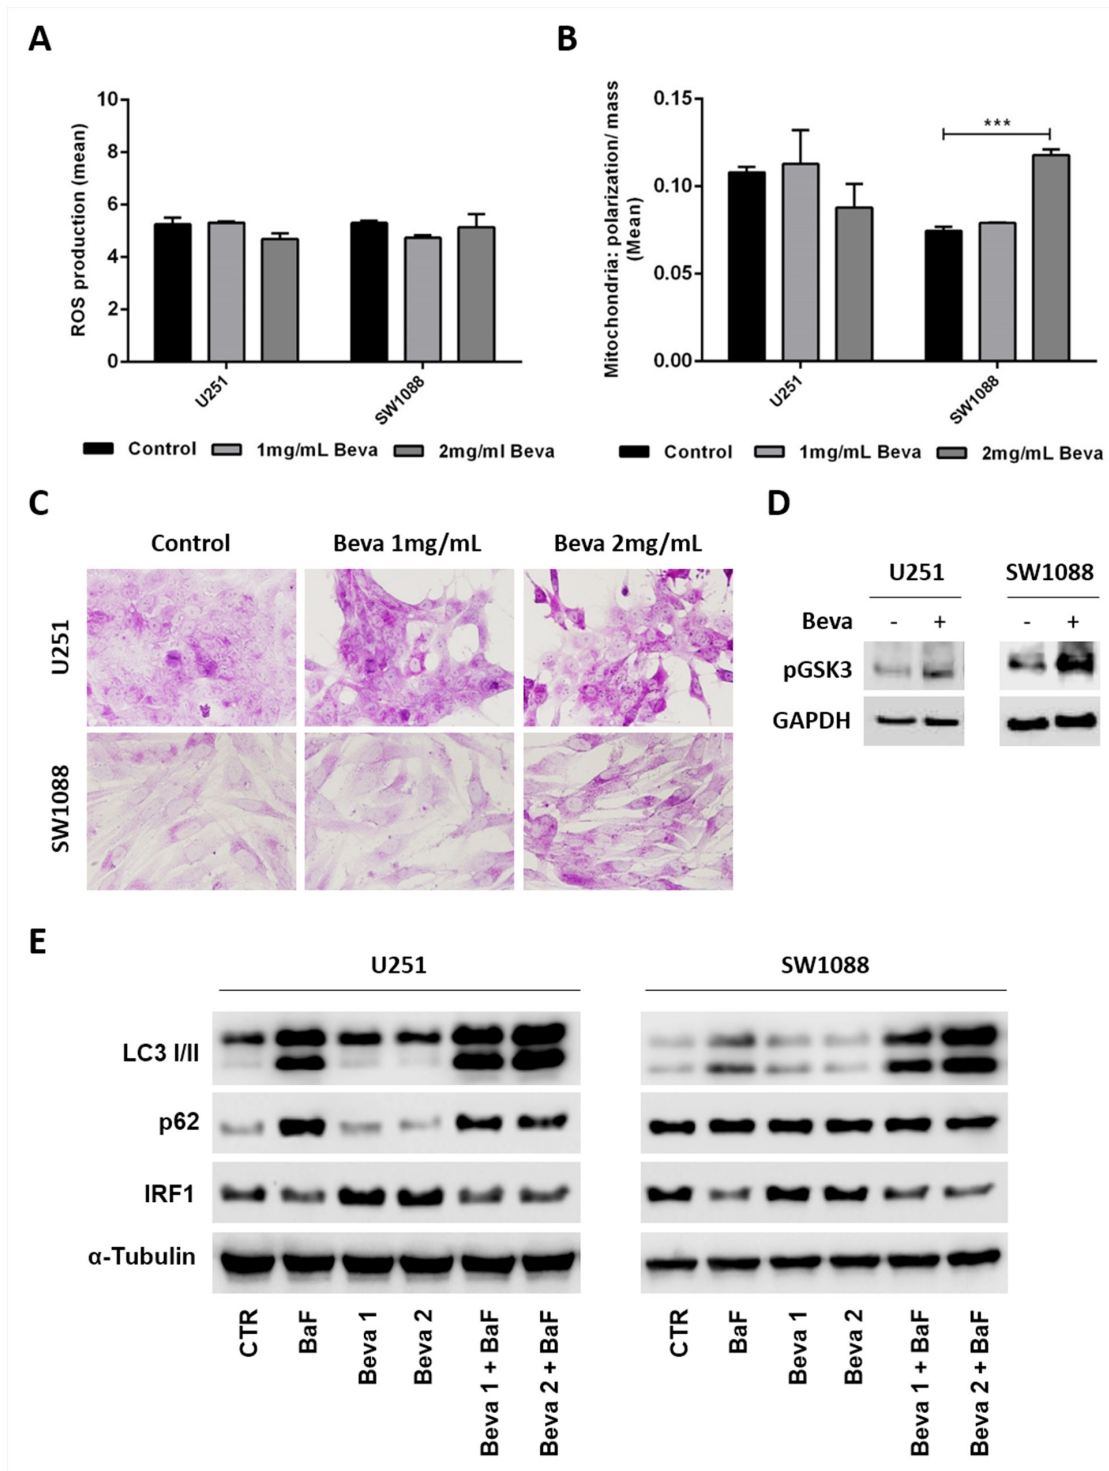 A
B
ROS production (mean)
10
8
6
4
2
0
U251
SW1088
Control
1mg/mL Beva
2mg/ml Beva
Mitochondria: polarization/ mass
(Mean)
0.15
0.10
0.05
0.00
***
U251
SW1088
Control
1mg/mL Beva
2mg/mL Beva
C
Control
Beva 1mg/mL
Beva 2mg/mL
U251
SW1088
D
U251
SW1088
Beva - + - +
pGSK3
GAPDH
E
U251
SW1088
LC3 I/II
p62
IRF1
α-Tubulin
CTR
BaF
Beva 1
Beva 2
Beva 1 + BaF
Beva 2 + BaF
CTR
BaF
Beva 1
Beva 2
Beva 1 + BaF
Beva 2 + BaF